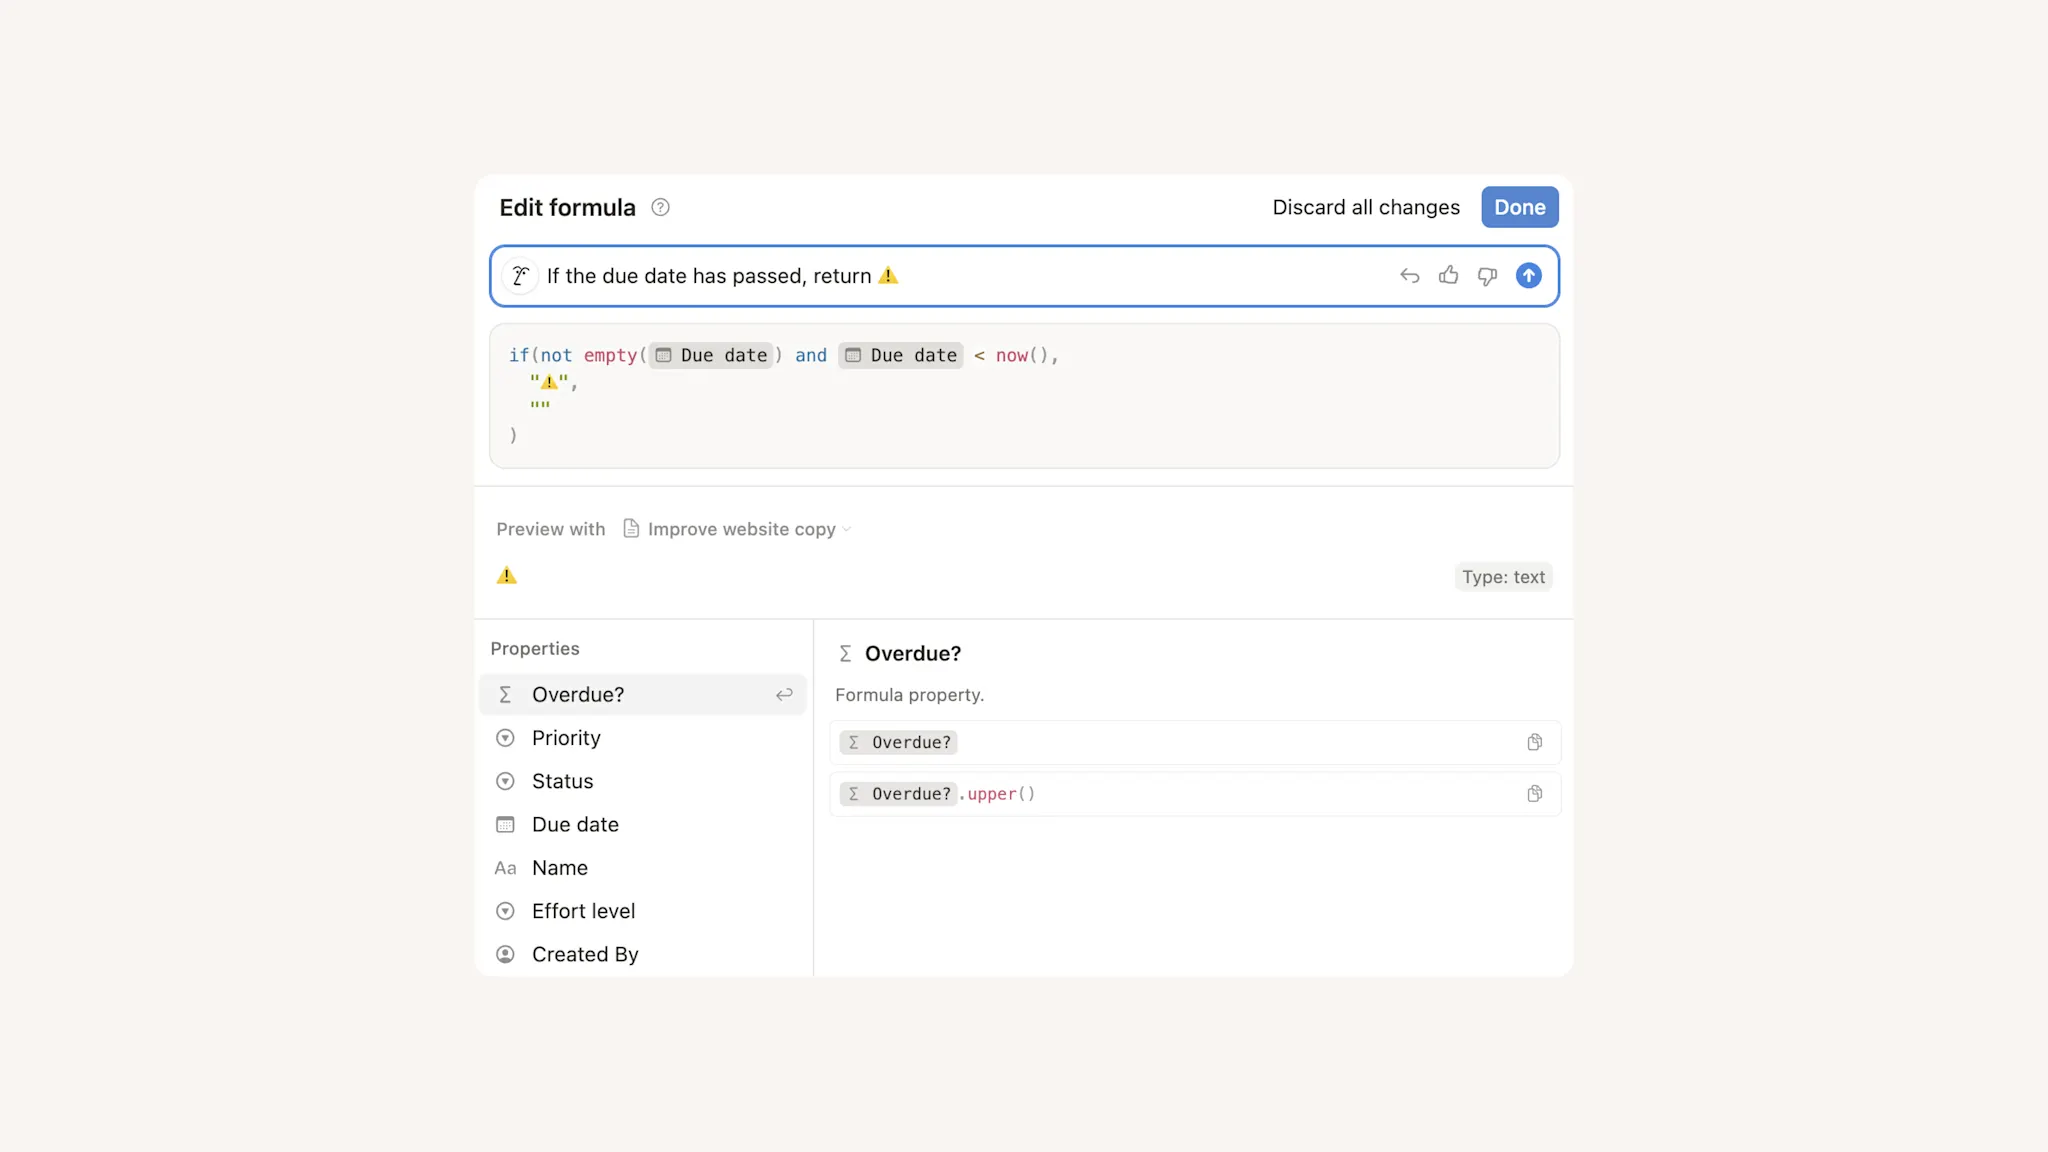 Edit formula
Discard all changes
Done
If the due date has passed, return ⚠️
if(not empty( Due date ) and Due date < now(),
"⚠️",
""
)
Preview with Improve website copy
⚠️
Type: text
Properties
Overdue?
Priority
Status
Due date
Aa Name
Effort level
Created By
Σ Overdue?
Formula property.
Σ Overdue?
Σ Overdue?.upper()